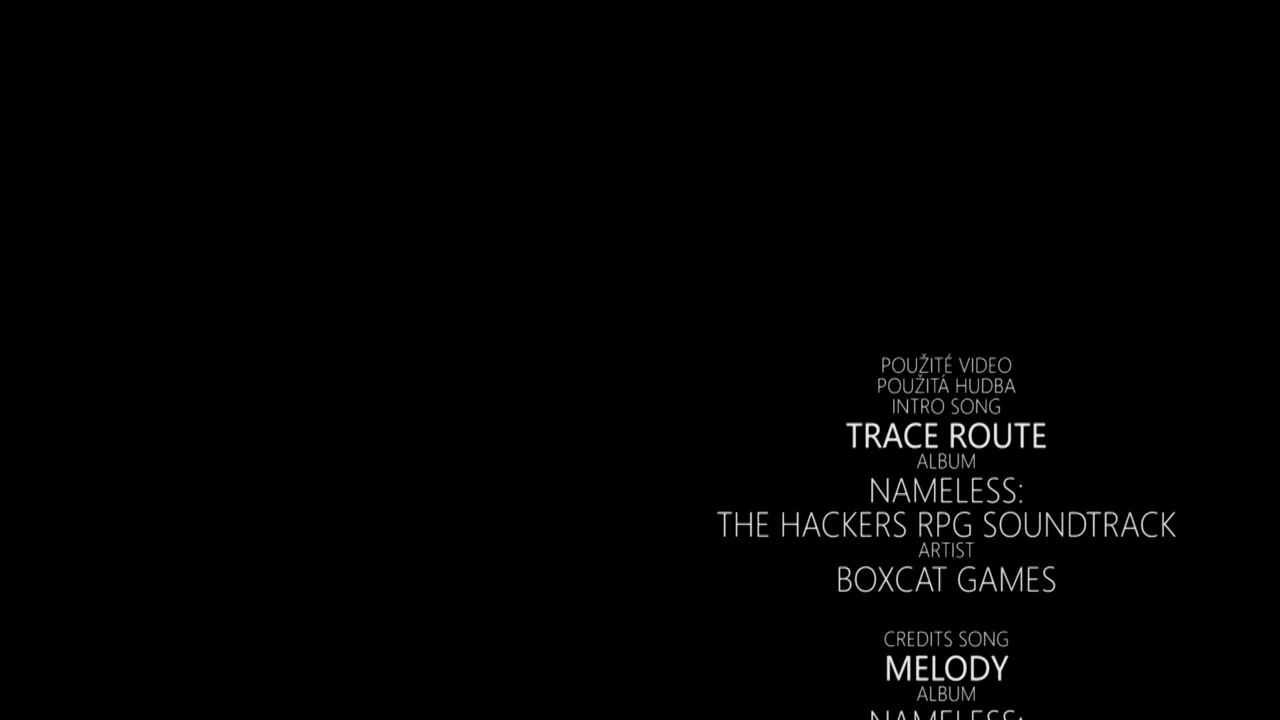 POUŽITÉ VIDEO
POUŽITÁ HUDBA
INTRO SONG
TRACE ROUTE
ALBUM
NAMELESS:
THE HACKERS RPG SOUNDTRACK
ARTIST
BOXCAT GAMES
CREDITS SONG
MELODY
ALBUM
NAMELESS: